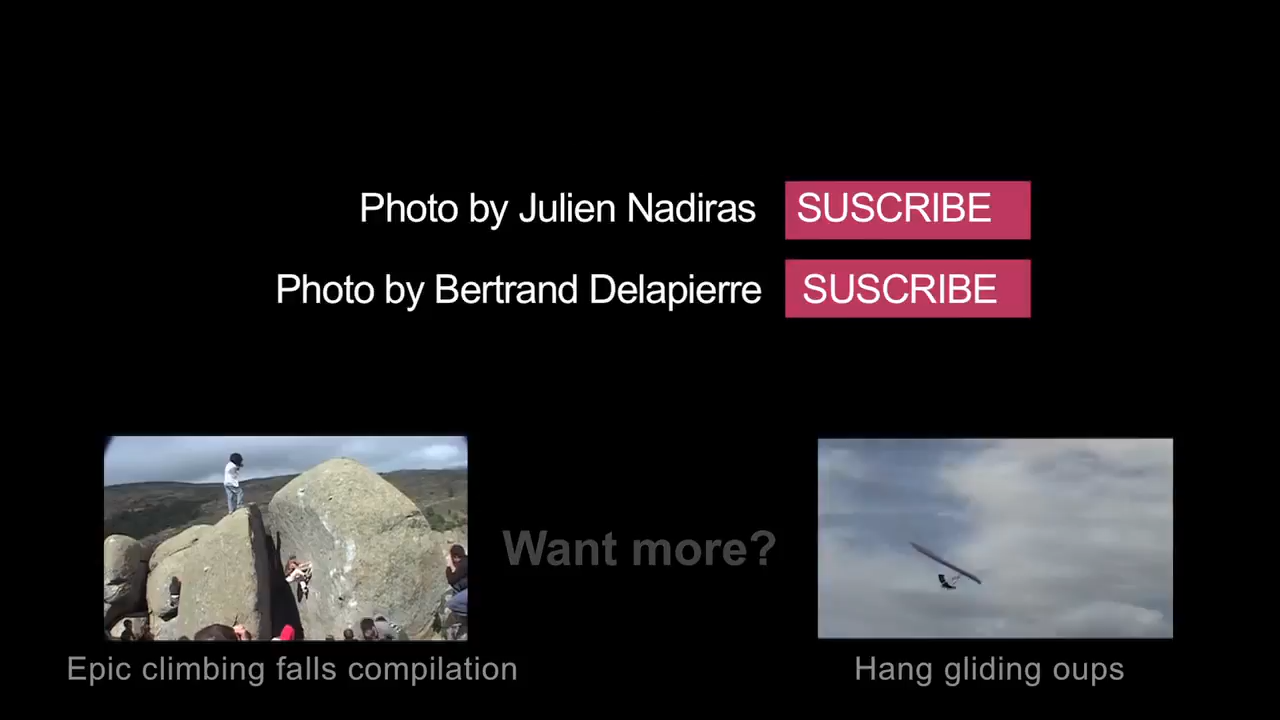 Photo by Julien Nadiras SUSCRIBE
Photo by Bertrand Delapierre SUSCRIBE
Want more?
Epic climbing falls compilation
Hang gliding oups